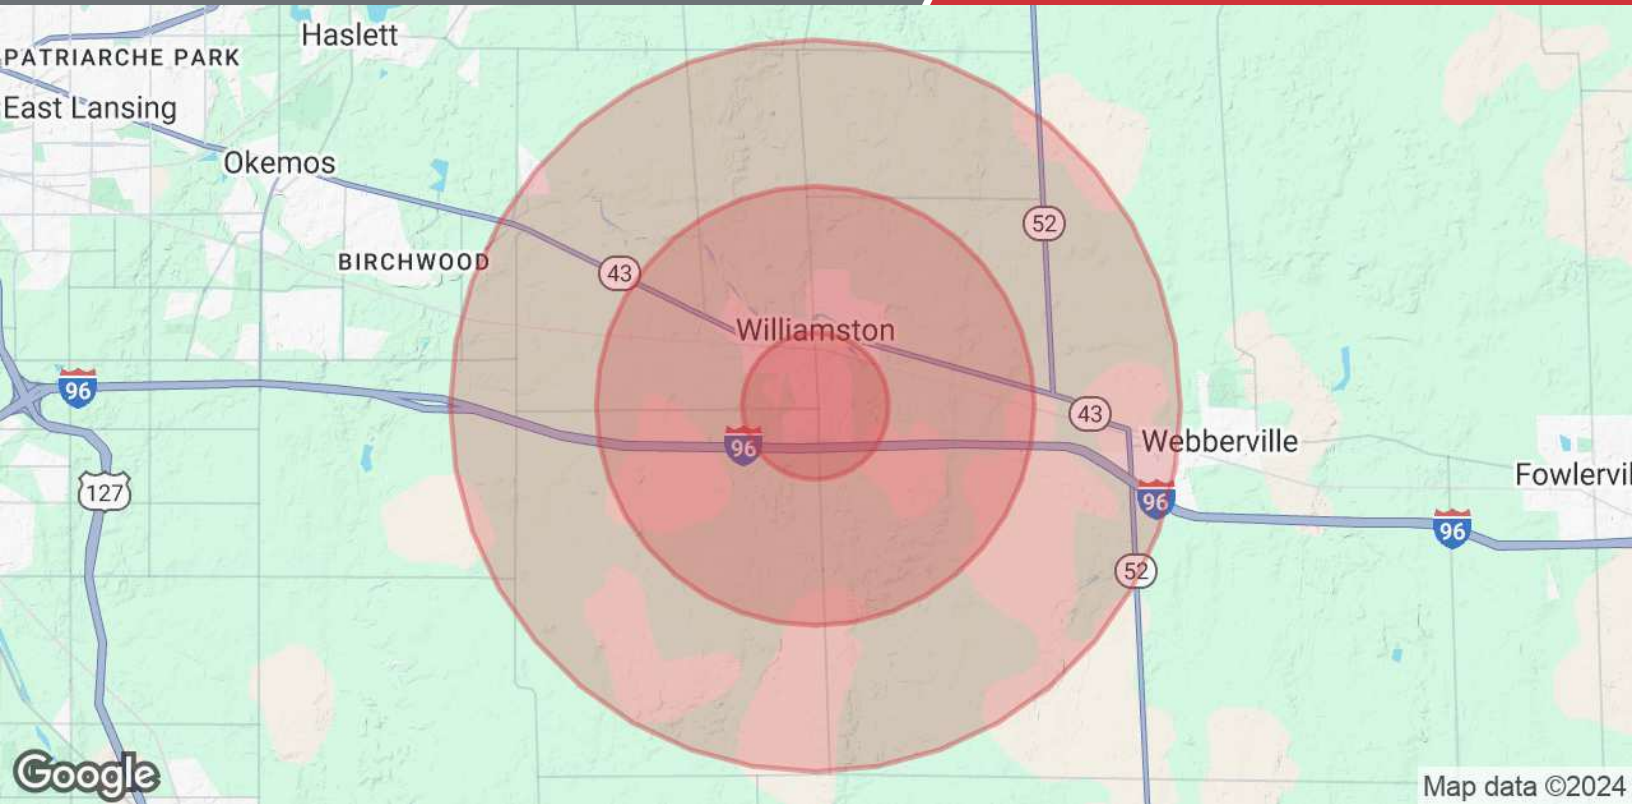 Haslett
PATRIARCHE PARK
East Lansing
Okemos
52
BIRCHWOOD
43
Williamston
96
43
Webberville
96
Fowlervil
127
96
96
52
Google
Map data ©2024